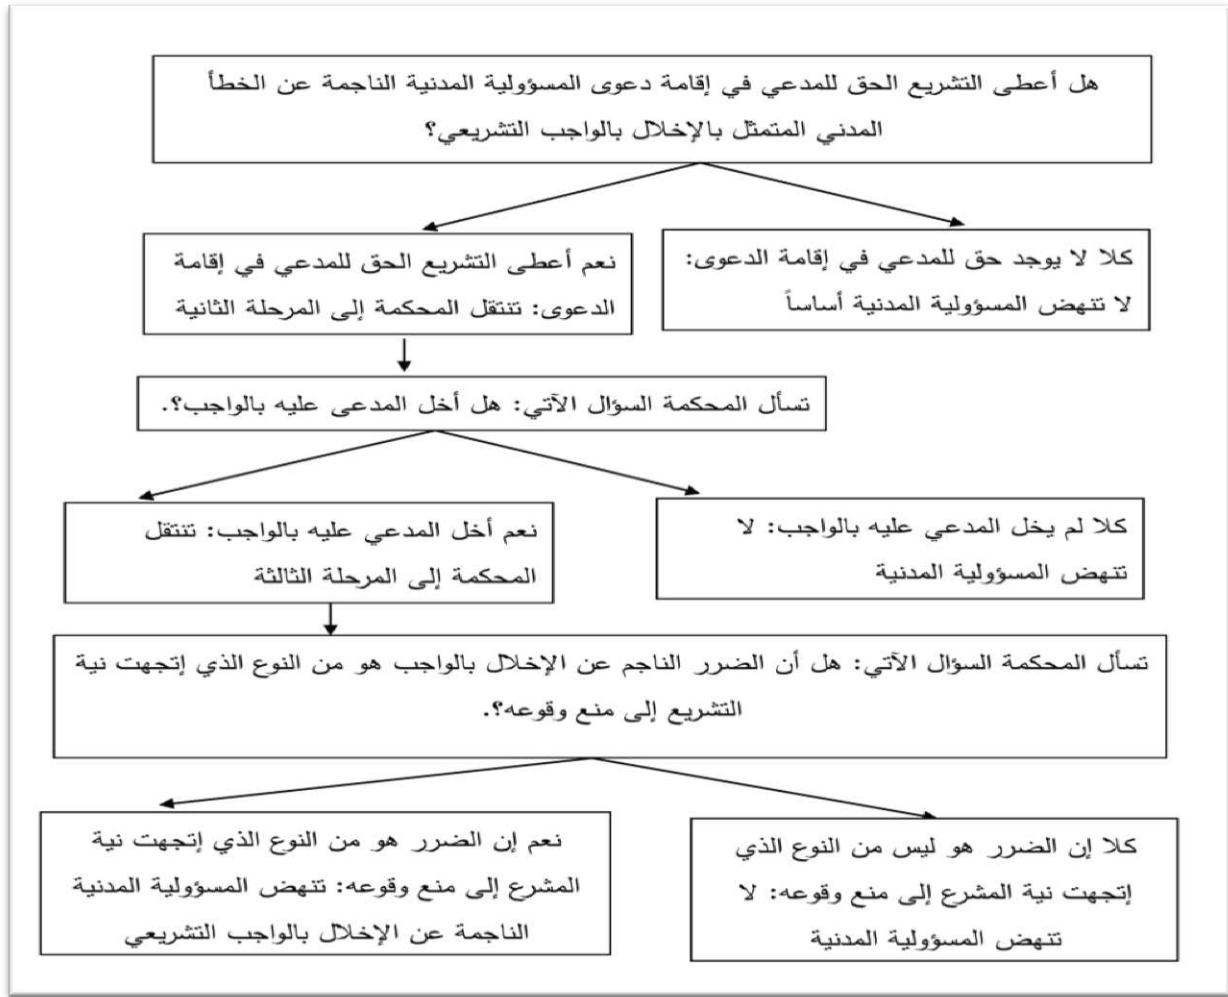 هل أعطى التشريع الحق للمدعي في إقامة دعوى المسؤولية المدنية الناجمة عن الخطأ
المدني المتمثل بالإخلال بالواجب التشريعي؟
كلا لا يوجد حق للمدعي في إقامة الدعوى:
لا تنهض المسؤولية المدنية أساساً
نعم أعطى التشريع الحق للمدعي في إقامة
الدعوى: تنتقل المحكمة إلى المرحلة الثانية
تسأل المحكمة السؤال الآتي: هل أخل المدعى عليه بالواجب؟.
كلا لم يخل المدعي عليه بالواجب: لا
تنهض المسؤولية المدنية
نعم أخل المدعي عليه بالواجب: تنتقل
المحكمة إلى المرحلة الثالثة
تسأل المحكمة السؤال الآتي: هل أن الضرر الناجم عن الإخلال بالواجب هو من النوع الذي إتجهت نية
التشريع إلى منع وقوعه؟.
كلا إن الضرر هو ليس من النوع الذي
إتجهت نية المشرع إلى منع وقوعه: لا
تنهض المسؤولية المدنية
نعم إن الضرر هو من النوع الذي إتجهت نية
المشرع إلى منع وقوعه: تنهض المسؤولية المدنية
الناجمة عن الإخلال بالواجب التشريعي